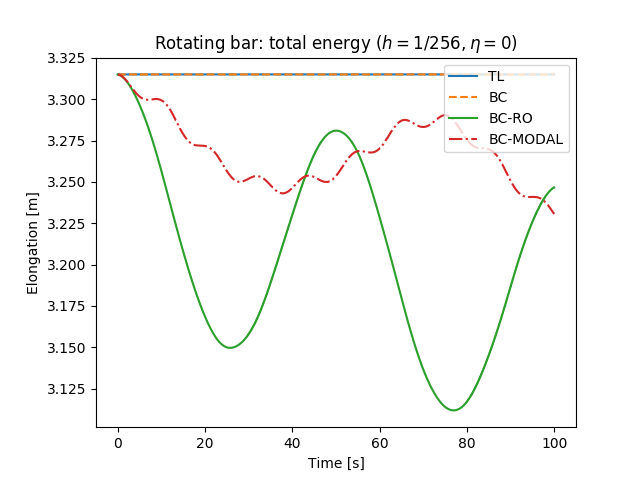 Rotating bar: total energy (h = 1/256, η = 0)
Elongation [m]
3.325
3.300
3.275
3.250
3.225
3.200
3.175
3.150
3.125
TL
BC
BC-RO
BC-MODAL
0 20 40 60 80 100
Time [s]